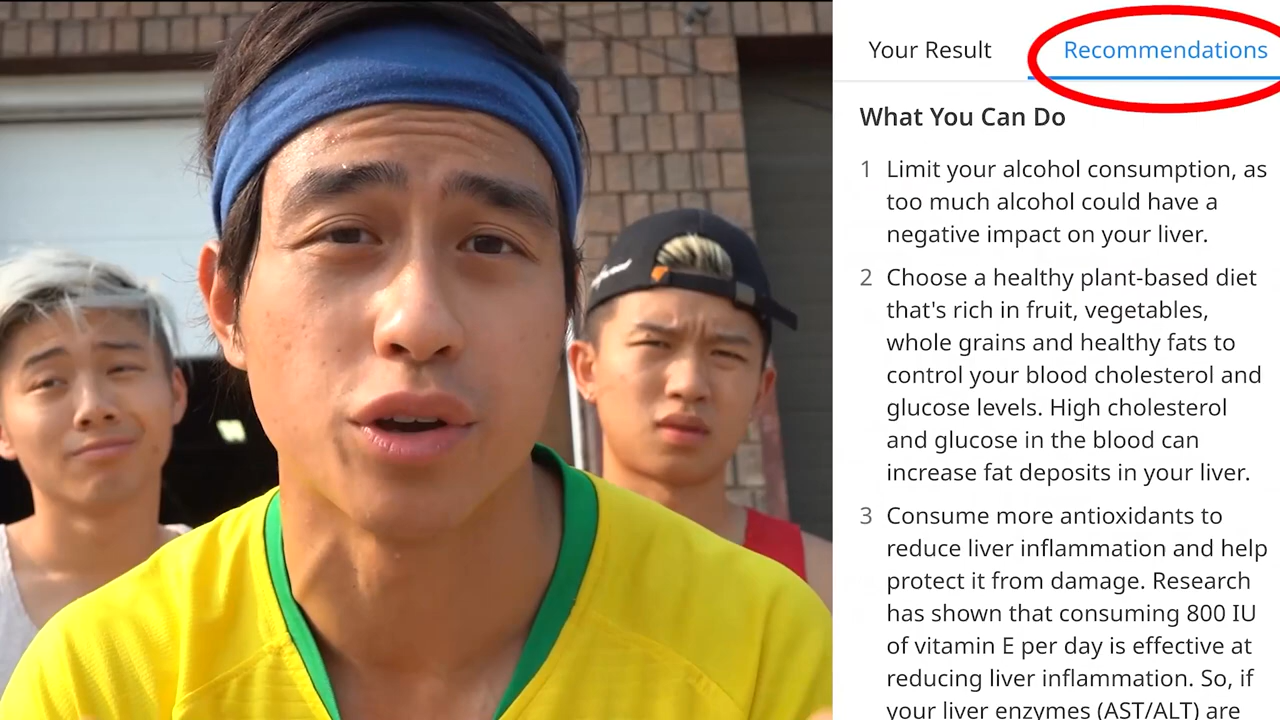 Your Result
Recommendations
What You Can Do
1 Limit your alcohol consumption, as
too much alcohol could have a
negative impact on your liver.
2 Choose a healthy plant-based diet
that's rich in fruit, vegetables,
whole grains and healthy fats to
control your blood cholesterol and
glucose levels. High cholesterol
and glucose in the blood can
increase fat deposits in your liver.
3 Consume more antioxidants to
reduce liver inflammation and help
protect it from damage. Research
has shown that consuming 800 IU
of vitamin E per day is effective at
reducing liver inflammation. So, if
your liver enzymes (AST/ALT) are